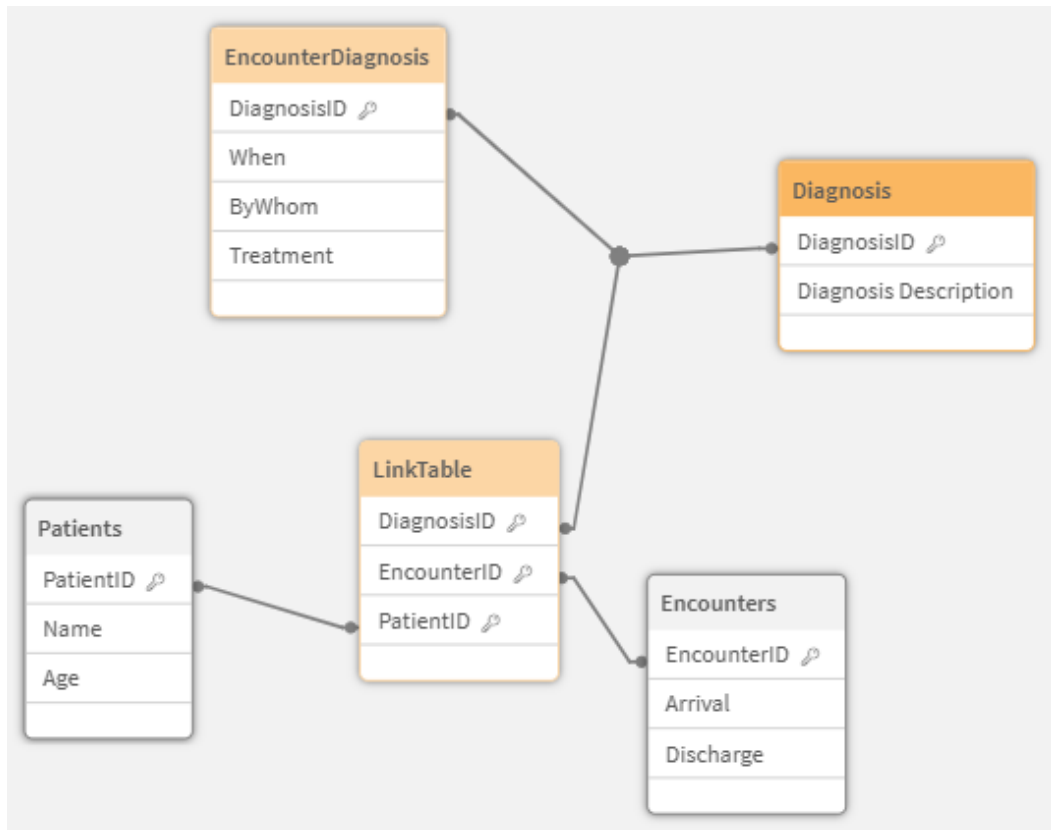 EncounterDiagnosis
DiagnosisID
When
ByWhom
Treatment
Diagnosis
DiagnosisID
Diagnosis Description
LinkTable
DiagnosisID
EncounterID
PatientID
Patients
PatientID
Name
Age
Encounters
EncounterID
Arrival
Discharge